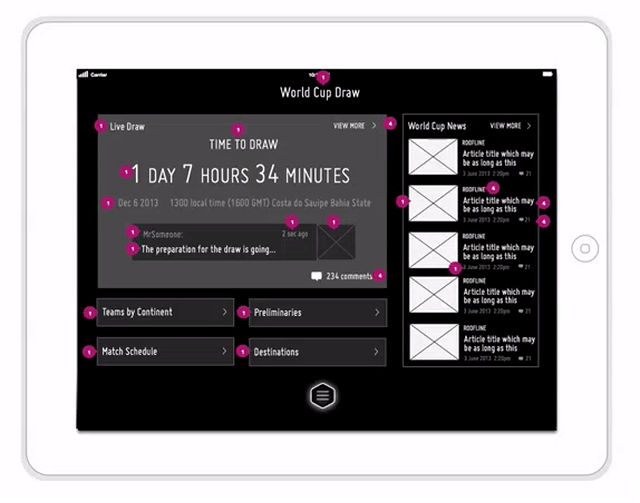 Carrier
World Cup Draw
Live Draw
VIEW MORE
TIME TO DRAW
1 DAY 7 HOURS 34 MINUTES
Dec 6 2013 1300 local time (1600 GMT) Costa do Sauipe Bahia State
MrSomeone:
2 sec ago
The preparation for the draw is going...
234 comments
Teams by Continent
Preliminaries
Match Schedule
Destinations
World Cup News
VIEW MORE
ROOFLINE
Article title which may
be as long as this
3 June 2013 2:20pm 21
ROOFLINE
Article title which may
be as long as this
3 June 2013 2:20pm 21
ROOFLINE
Article title which may
be as long as this
June 2013 2:20pm 21
ROOFLINE
Article title which may
be as long as this
3 June 2013 2:20pm 21
ROOFLINE
Article title which may
be as long as this
3 June 2013 2:20pm 21
1
1
1
4
1
1
1
1
1
1
4
1
1
1
1
1
4
4
4
1